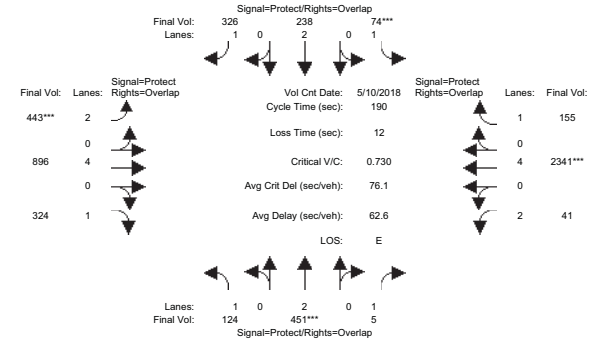 Signal=Protect/Rights=Overlap
Final Vol: 326 238 74***
Lanes: 1 0 2 0 1
Signal=Protect Signal=Protect
Final Vol: Lanes: Rights=Overlap Vol Cnt Date: 5/10/2018 Rights=Overlap Lanes: Final Vol:
Cycle Time (sec): 190
443*** 2 1 155
Loss Time (sec): 12
0 0
896 4 Critical V/C: 0.730 4 2341***
0 Avg Crit Del (sec/veh): 76.1 0
324 1 Avg Delay (sec/veh): 62.6 2 41
LOS: E
Lanes: 1 0 2 0 1
Final Vol: 124 451*** 5
Signal=Protect/Rights=Overlap